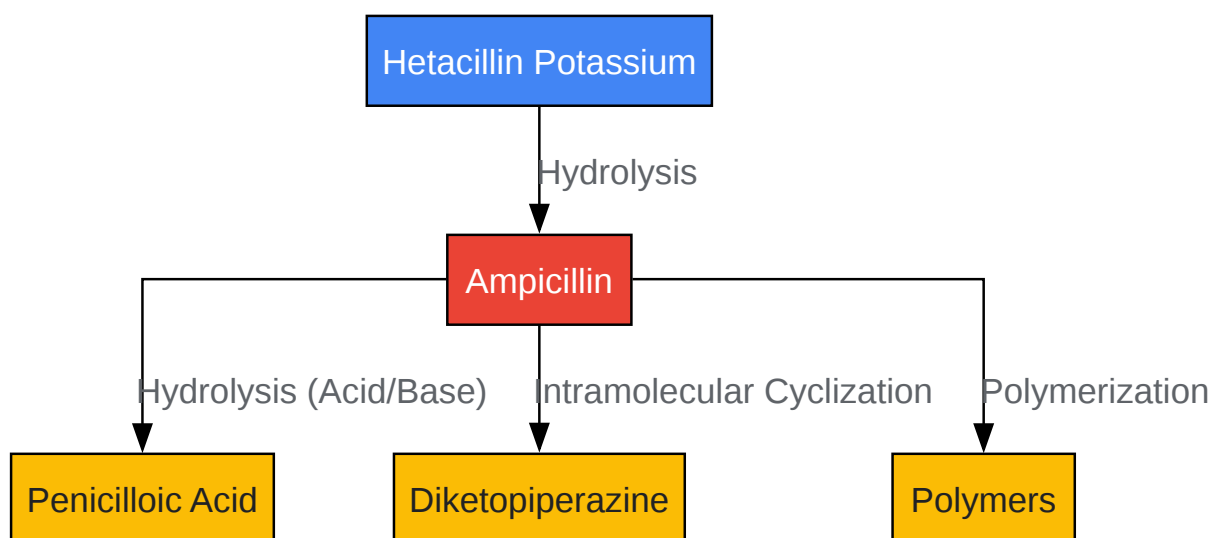 Hetacillin Potassium
Hydrolysis
Ampicillin
Hydrolysis (Acid/Base)
Intramolecular Cyclization
Polymerization
Penicilloic Acid
Diketopiperazine
Polymers